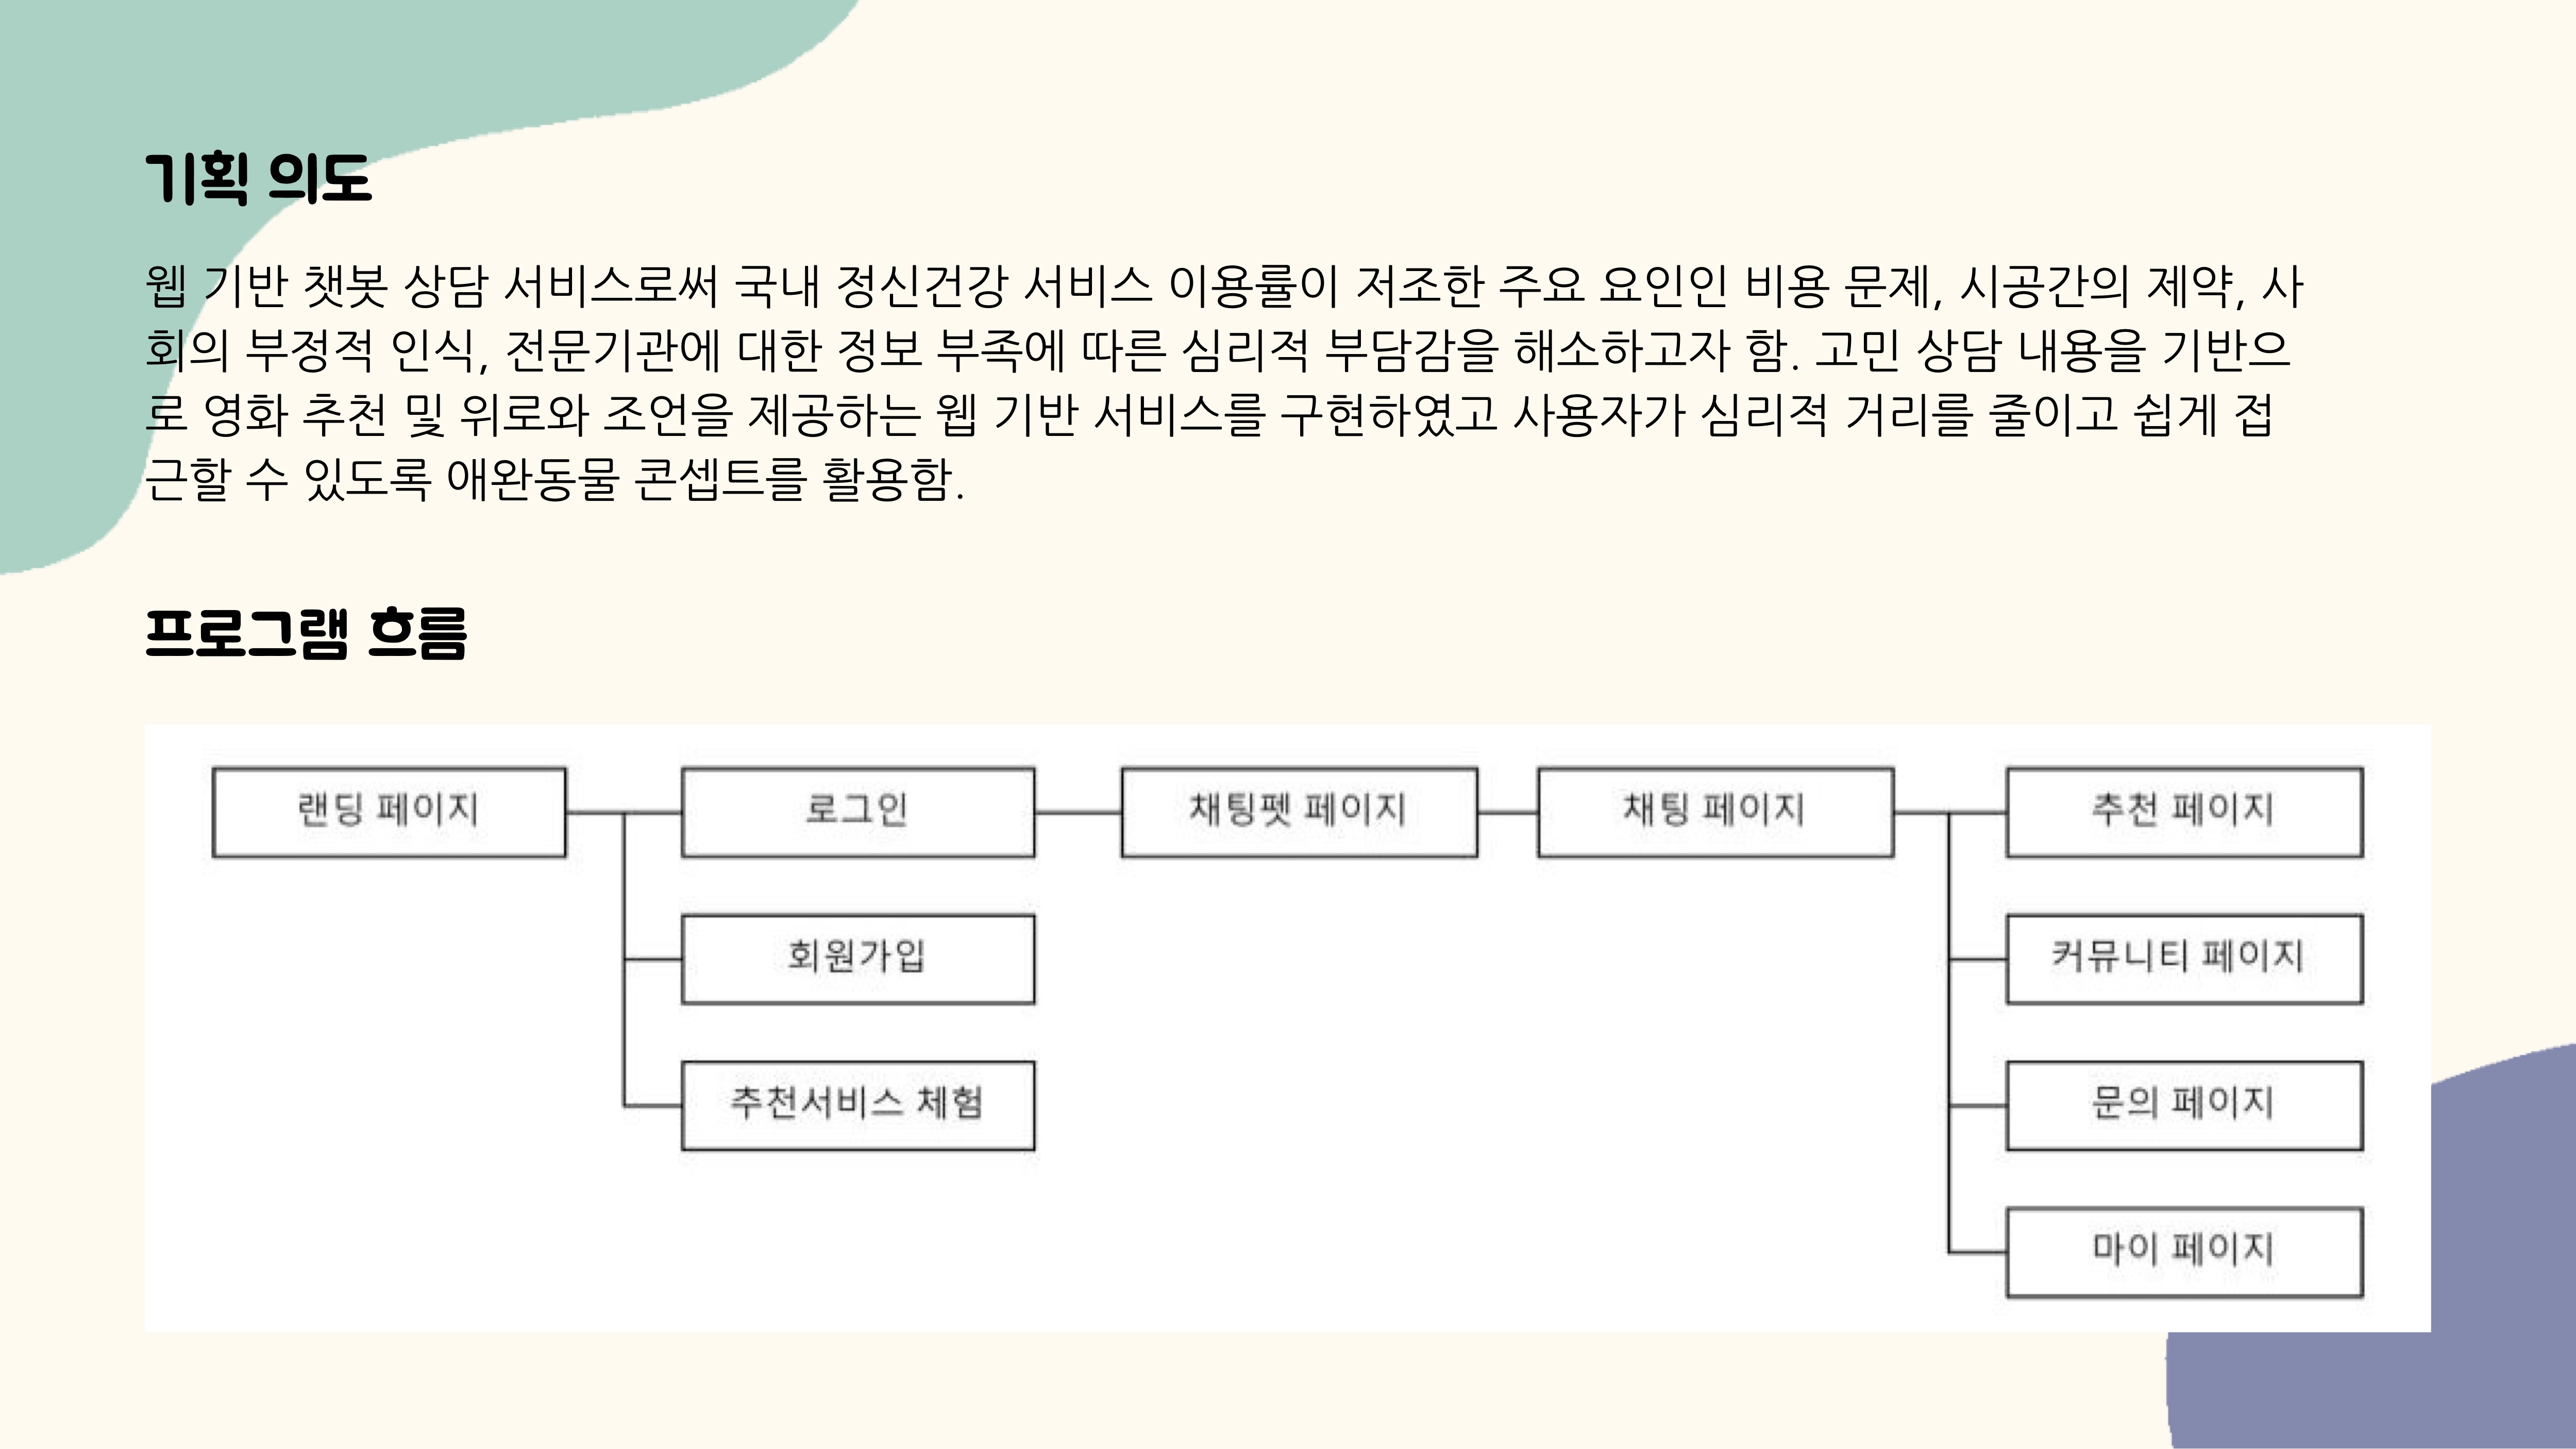 기획 의도
웹 기반 챗봇 상담 서비스로써 국내 정신건강 서비스 이용률이 저조한 주요 요인인 비용 문제, 시공간의 제약, 사
회의 부정적 인식, 전문기관에 대한 정보 부족에 따른 심리적 부담감을 해소하고자 함. 고민 상담 내용을 기반으
로 영화 추천 및 위로와 조언을 제공하는 웹 기반 서비스를 구현하였고 사용자가 심리적 거리를 줄이고 쉽게 접
근할 수 있도록 애완동물 콘셉트를 활용함.
프로그램 흐름
랜딩 페이지
로그인
채팅펫 페이지
채팅 페이지
추천 페이지
회원가입
커뮤니티 페이지
추천서비스 체험
문의 페이지
마이 페이지